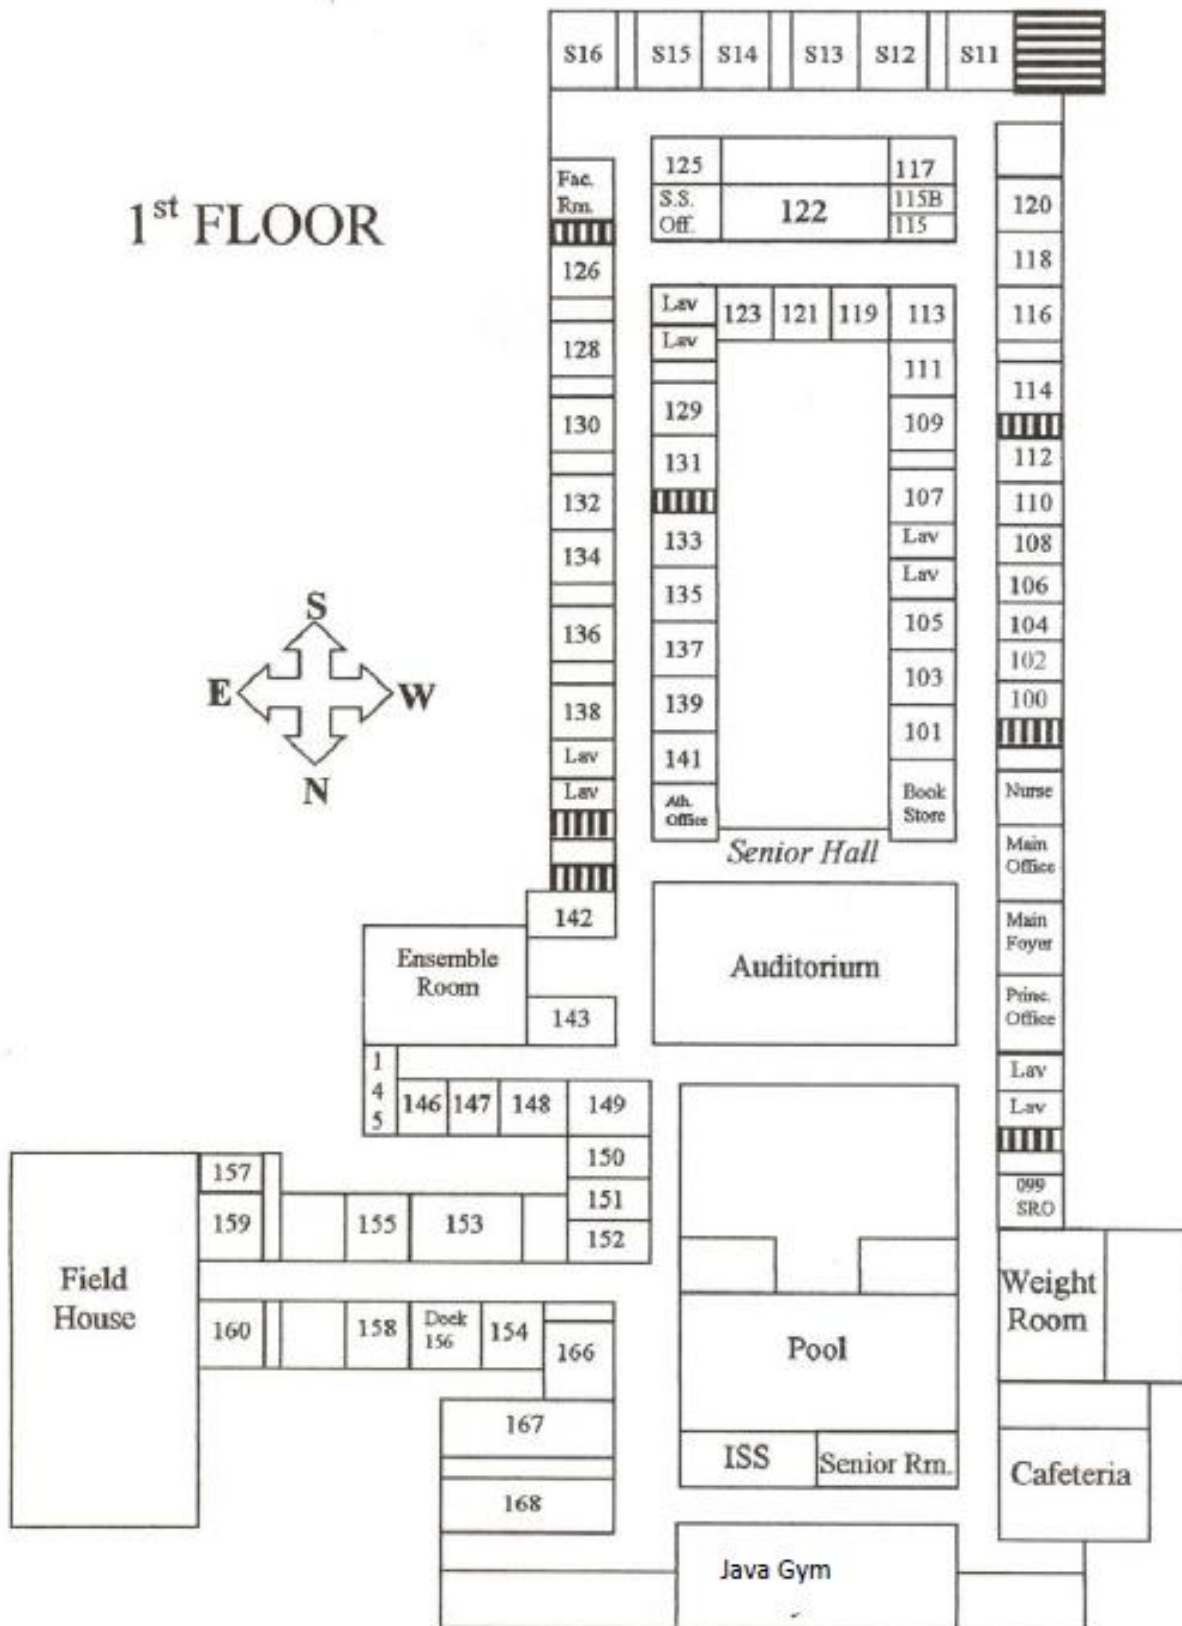 S16 S15 S14 S13 S12 S11
1st FLOOR
Fac.
Rm.
126
128
130
132
134
136
138
Lav
Lav
142
125
S.S.
Off.
122
117
115B
115
Lav
Lav
123 121 119 113
129
131
133
135
137
139
141
Ath.
Office
111
109
107
Lav
Lav
105
103
101
Book
Store
Senior Hall
120
118
116
114
112
110
108
106
104
102
100
Nurse
Main
Office
Main
Foyer
Princ.
Office
Lav
Lav
099
SRO
S
E W
N
Auditorium
Ensemble
Room
143
1
4
5
146 147 148 149
150
151
152
157
159
155 153
Field
House
160 158
Dock
156
154
166
167
168
Pool
ISS
Senior Rm.
Weight
Room
Cafeteria
Java Gym